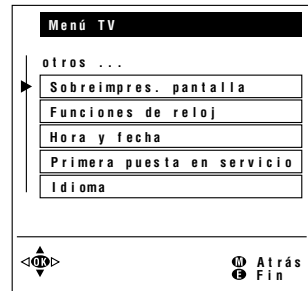 Menú TV
otros ...
Sobreimpres. pantalla
Funciones de reloj
Hora y fecha
Primera puesta en servicio
Idioma
OK
M Atrás
E Fin